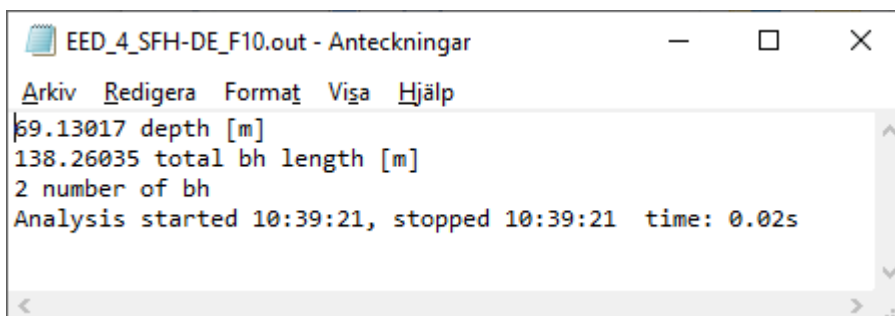 EED_4_SFH-DE_F10.out - Anteckningar
Arkiv Redigera Format Visa Hjälp
69.13017 depth [m]
138.26035 total bh length [m]
2 number of bh
Analysis started 10:39:21, stopped 10:39:21  time: 0.02s